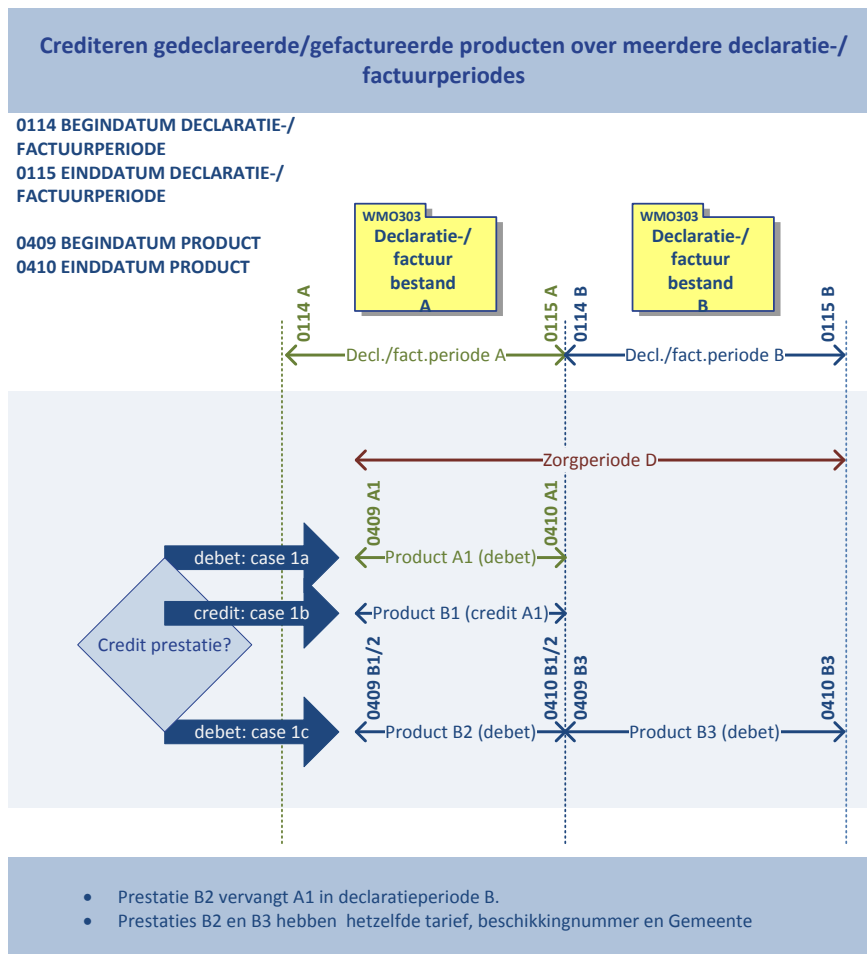 Crediteren gedeclareerde/gefactureerde producten over meerdere declaratie-/
factuurperiodes
0114 BEGINDATUM DECLARATIE-/
FACTUURPERIODE
0115 EINDDATUM DECLARATIE-/
FACTUURPERIODE
0409 BEGINDATUM PRODUCT
0410 EINDDATUM PRODUCT
WMO303
Declaratie-/
factuur
bestand
A
WMO303
Declaratie-/
factuur
bestand
B
0114 A
0115 A
0114 B
0115 B
Decl./fact.periode A
Decl./fact.periode B
Zorgperiode D
0409 A1
0410 A1
debet: case 1a
Product A1 (debet)
credit: case 1b
Product B1 (credit A1)
Credit prestatie?
0409 B1/2
0410 B1/2
0409 B3
0410 B3
debet: case 1c
Product B2 (debet)
Product B3 (debet)
• Prestatie B2 vervangt A1 in declaratieperiode B.
• Prestaties B2 en B3 hebben hetzelfde tarief, beschikkingnummer en Gemeente